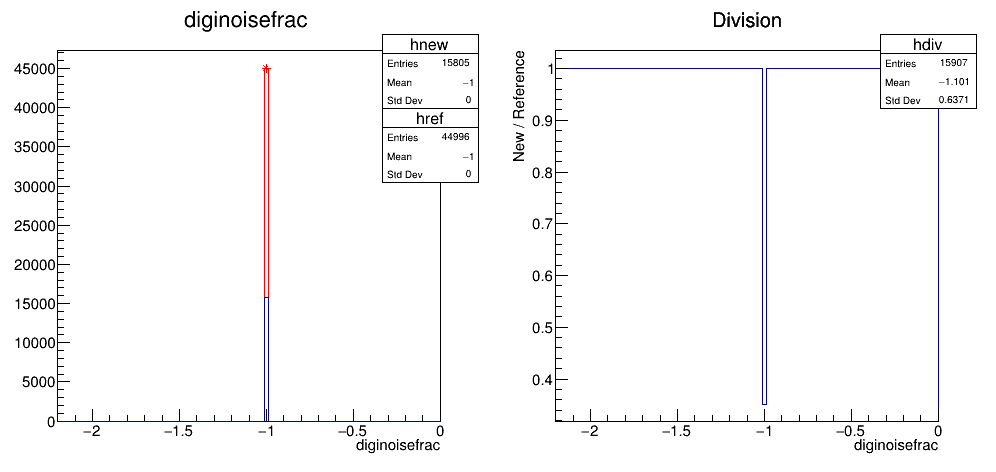 diginoisefrac
hnew
Entries 15805
Mean −1
Std Dev 0
href
Entries 44996
Mean −1
Std Dev 0
45000
40000
35000
30000
25000
20000
15000
10000
5000
0
−2 −1.5 −1 −0.5 0
diginoisefrac
Division
hdiv
Entries 15907
Mean −1.101
Std Dev 0.6371
New / Reference
1
0.9
0.8
0.7
0.6
0.5
0.4
−2 −1.5 −1 −0.5 0
diginoisefrac